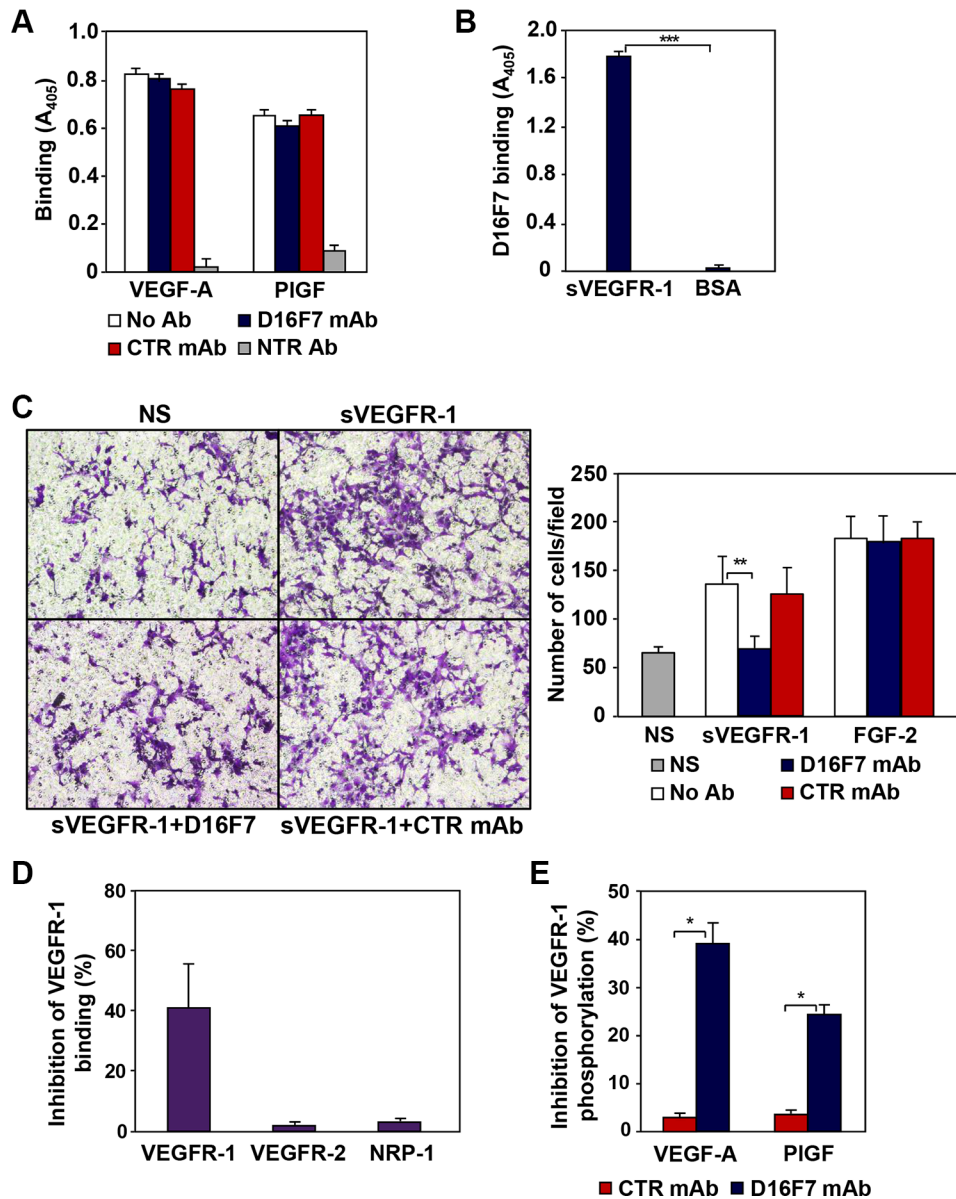 A
Binding (A405)
1.0
0.8
0.6
0.4
0.2
0
VEGF-A PlGF
No Ab D16F7 mAb
CTR mAb NTR Ab
B
D16F7 binding (A405)
2.0
1.6
1.2
0.8
0.4
0
***
sVEGFR-1 BSA
C
NS sVEGFR-1
sVEGFR-1+D16F7 sVEGFR-1+CTR mAb
Number of cells/field
250
200
150
100
50
0
**
NS sVEGFR-1 FGF-2
NS D16F7 mAb
No Ab CTR mAb
D
Inhibition of VEGFR-1
binding (%)
80
60
40
20
0
VEGFR-1 VEGFR-2 NRP-1
E
Inhibition of VEGFR-1
phosphorylation (%)
50
40
30
20
10
0
*
*
VEGF-A PlGF
CTR mAb D16F7 mAb